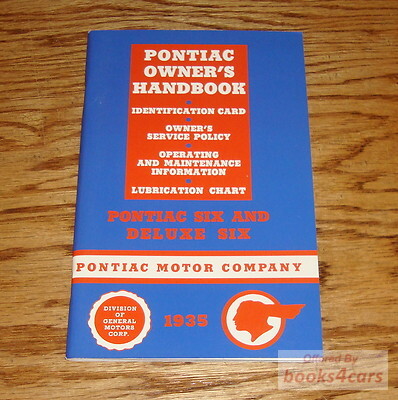 PONTIAC
OWNER'S
HANDBOOK
IDENTIFICATION CARD
OWNER'S
SERVICE POLICY
OPERATING
AND MAINTENANCE
INFORMATION
LUBRICATION CHART
PONTIAC SIX AND
DELUXE SIX
PONTIAC MOTOR COMPANY
DIVISION
OF
GENERAL
MOTORS
CORP.
1935
Offered By
books4cars